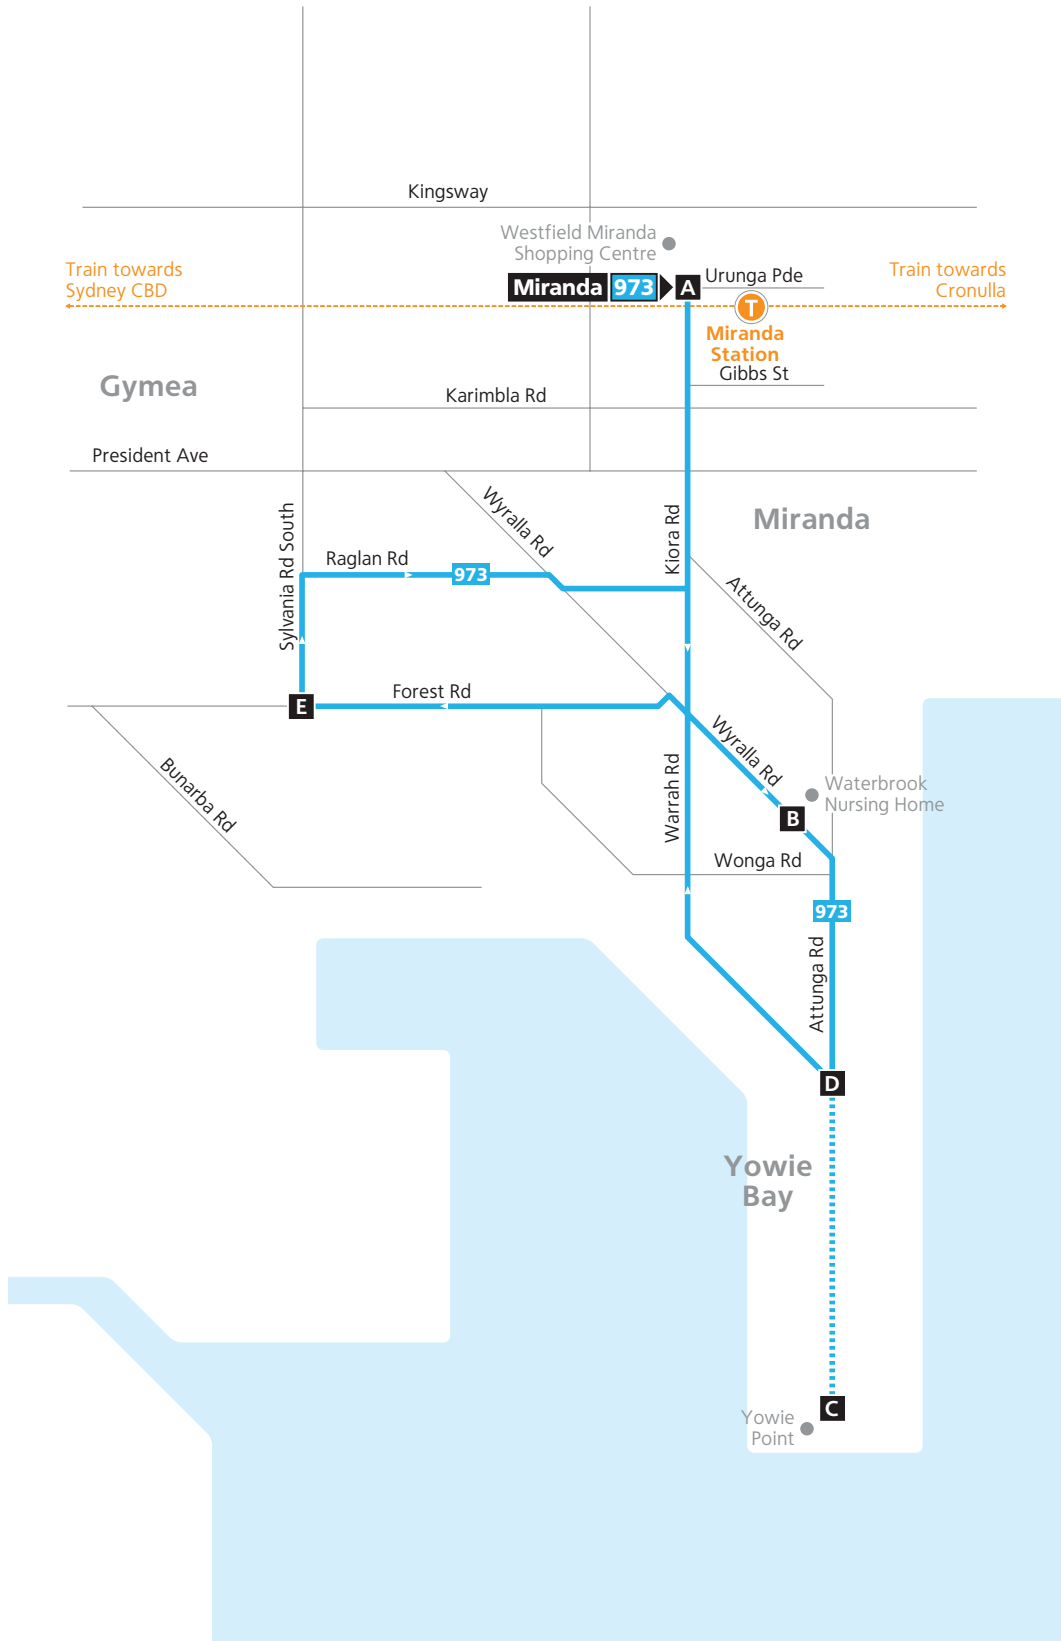 Kingsway
Westfield Miranda
Shopping Centre
Train towards
Sydney CBD
Miranda 973 A
Urunga Pde
Train towards
Cronulla
T
Miranda
Station
Gibbs St
Gymea
Karimbla Rd
President Ave
Miranda
Wyralla Rd
Kiora Rd
Sylvania Rd South
Raglan Rd
973
Attunga Rd
E
Forest Rd
Wyralla Rd
Bunarba Rd
Warrah Rd
Waterbrook
Nursing Home
B
Wonga Rd
973
Attunga Rd
D
Yowie
Bay
C
Yowie
Point